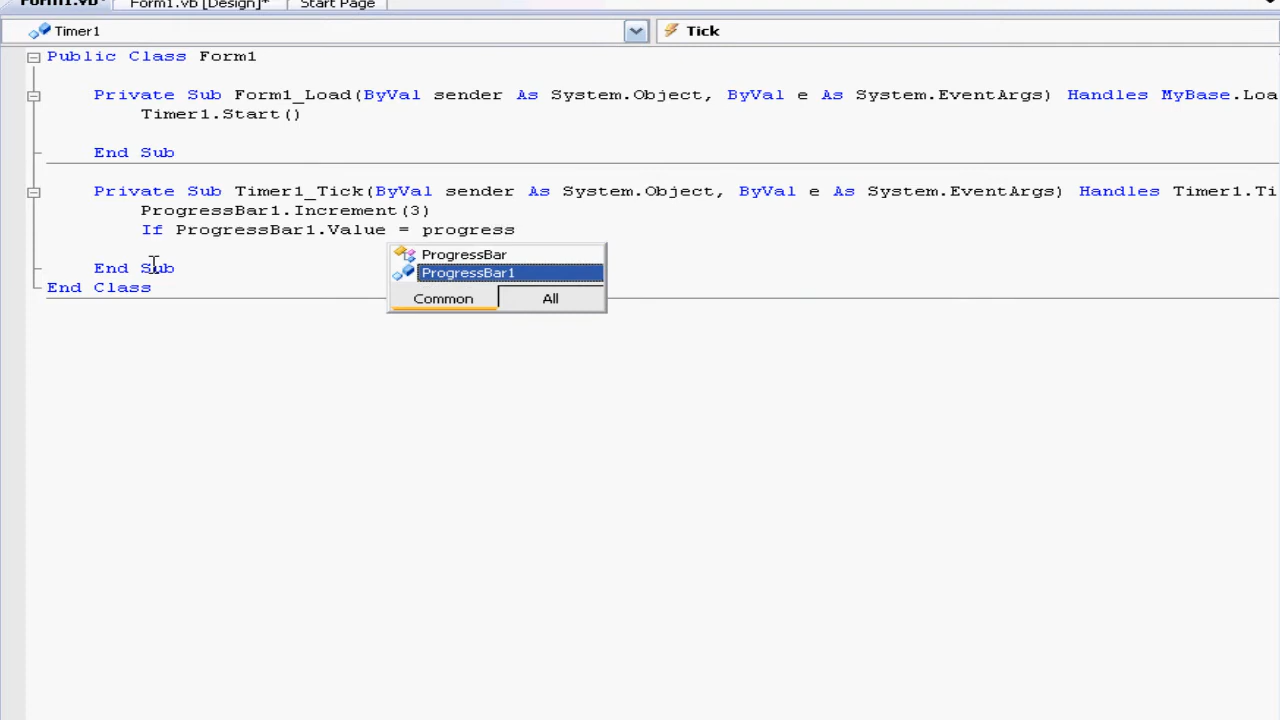 Form1.vb* Form1.vb [Design]* Start Page
Timer1 Tick
Public Class Form1
Private Sub Form1_Load(ByVal sender As System.Object, ByVal e As System.EventArgs) Handles MyBase.Loa
Timer1.Start()
End Sub
Private Sub Timer1_Tick(ByVal sender As System.Object, ByVal e As System.EventArgs) Handles Timer1.Ti
ProgressBar1.Increment(3)
If ProgressBar1.Value = progress
ProgressBar
End Sub
ProgressBar1
End Class
Common All